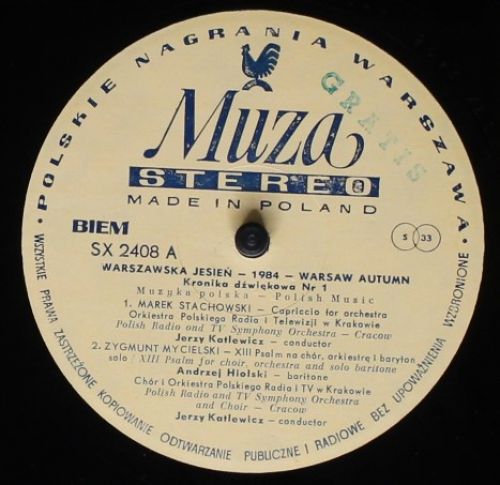 POLSKIE NAGRANIA WARSZAWA
Muza
GRATIS
STEREO
MADE IN POLAND
BIEM
SX 2408 A
S 33
WARSZAWSKA JESIEŃ – 1984 – WARSAW AUTUMN
Kronika dźwiękowa Nr 1
Muzyka polska – Polish Music
1. MAREK STACHOWSKI – Capriccio for orchestra
Orkiestra Polskiego Radia i Telewizji w Krakowie
Polish Radio and TV Symphony Orchestra – Cracow
Jerzy Katlewicz – conductor
2. ZYGMUNT MYCIELSKI – XIII Psalm na chór, orkiestrę i baryton
solo / XIII Psalm for choir, orchestra and solo baritone
Andrzej Hiolski – baritone
Chór i Orkiestra Polskiego Radia i TV w Krakowie
Polish Radio and TV Symphony Orchestra
and Choir – Cracow
Jerzy Katlewicz – conductor
WSZYSTKIE PRAWA ZASTRZEŻONE KOPIOWANIE ODTWARZANIE PUBLICZNE I RADIOWE BEZ UPOWAŻNIENIA WZBRONIONE